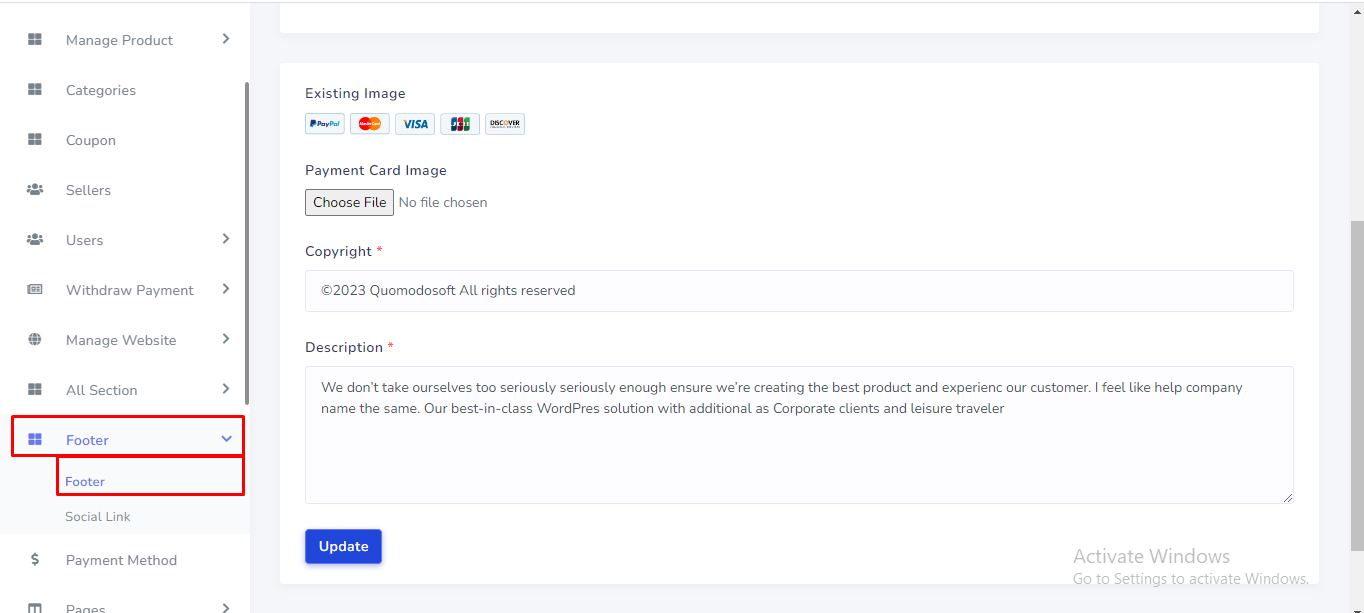 Manage Product
Categories
Coupon
Sellers
Users
Withdraw Payment
Manage Website
All Section
Footer
Footer
Social Link
Payment Method
Pages
Existing Image
PayPal MasterCard VISA JCB DISCOVER
Payment Card Image
Choose File No file chosen
Copyright *
©2023 Quomodosoft All rights reserved
Description *
We don't take ourselves too seriously seriously enough ensure we're creating the best product and experienc our customer. I feel like help company
name the same. Our best-in-class WordPres solution with additional as Corporate clients and leisure traveler
Update
Activate Windows
Go to Settings to activate Windows.